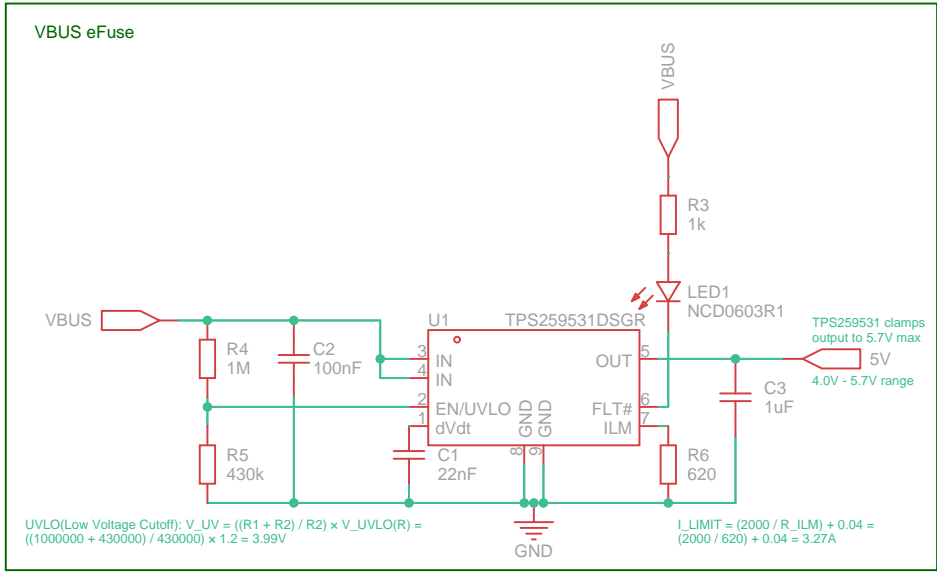 VBUS eFuse
VBUS
R3
1k
LED1
NCD0603R1
VBUS
U1
TPS259531DSGR
TPS259531 clamps
output to 5.7V max
R4
1M
C2
100nF
3
IN
4
IN
OUT
5
5V
4.0V - 5.7V range
2
EN/UVLO
1
dVdt
GND
GND
FLT#
6
ILM
7
C3
1uF
R5
430k
C1
22nF
8
9
R6
620
UVLO(Low Voltage Cutoff): V_UV = ((R1 + R2) / R2) × V_UVLO(R) =
((1000000 + 430000) / 430000) × 1.2 = 3.99V
GND
I_LIMIT = (2000 / R_ILM) + 0.04 =
(2000 / 620) + 0.04 = 3.27A